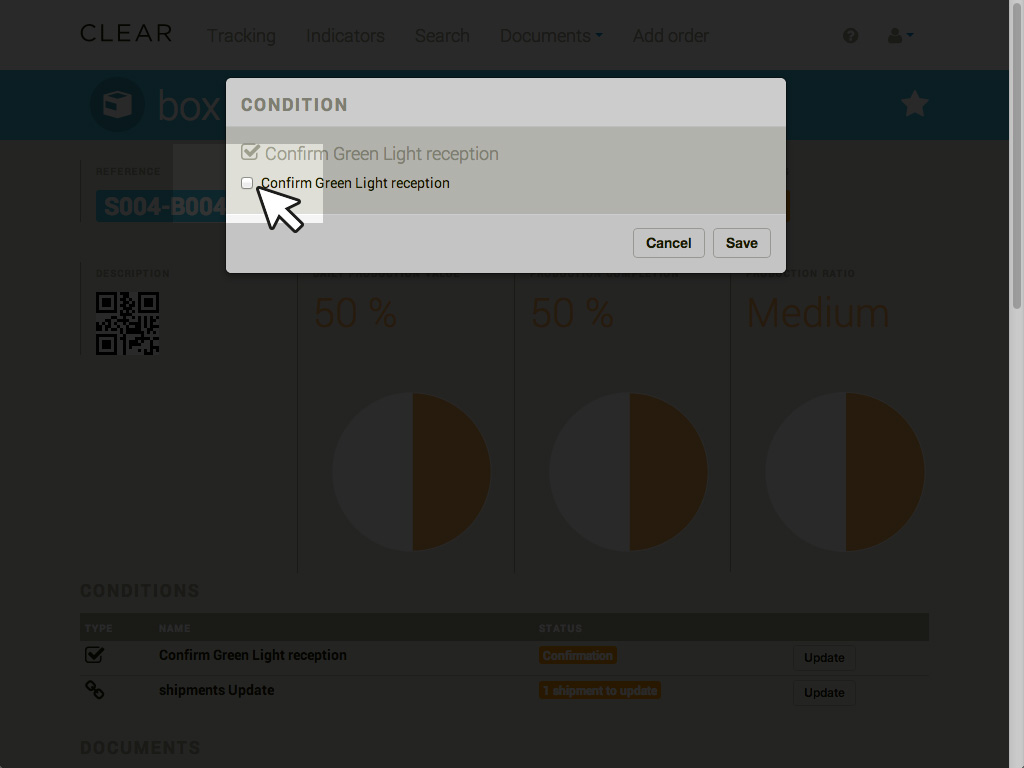 CLEAR Tracking Indicators Search Documents Add order
box
CONDITION
Confirm Green Light reception
Confirm Green Light reception
Cancel Save
REFERENCE
S004-B004
DESCRIPTION
PRODUCTION RATIO
50 % 50 % Medium
CONDITIONS
TYPE NAME STATUS
Confirm Green Light reception Confirmation Update
shipments Update 1 shipment to update Update
DOCUMENTS